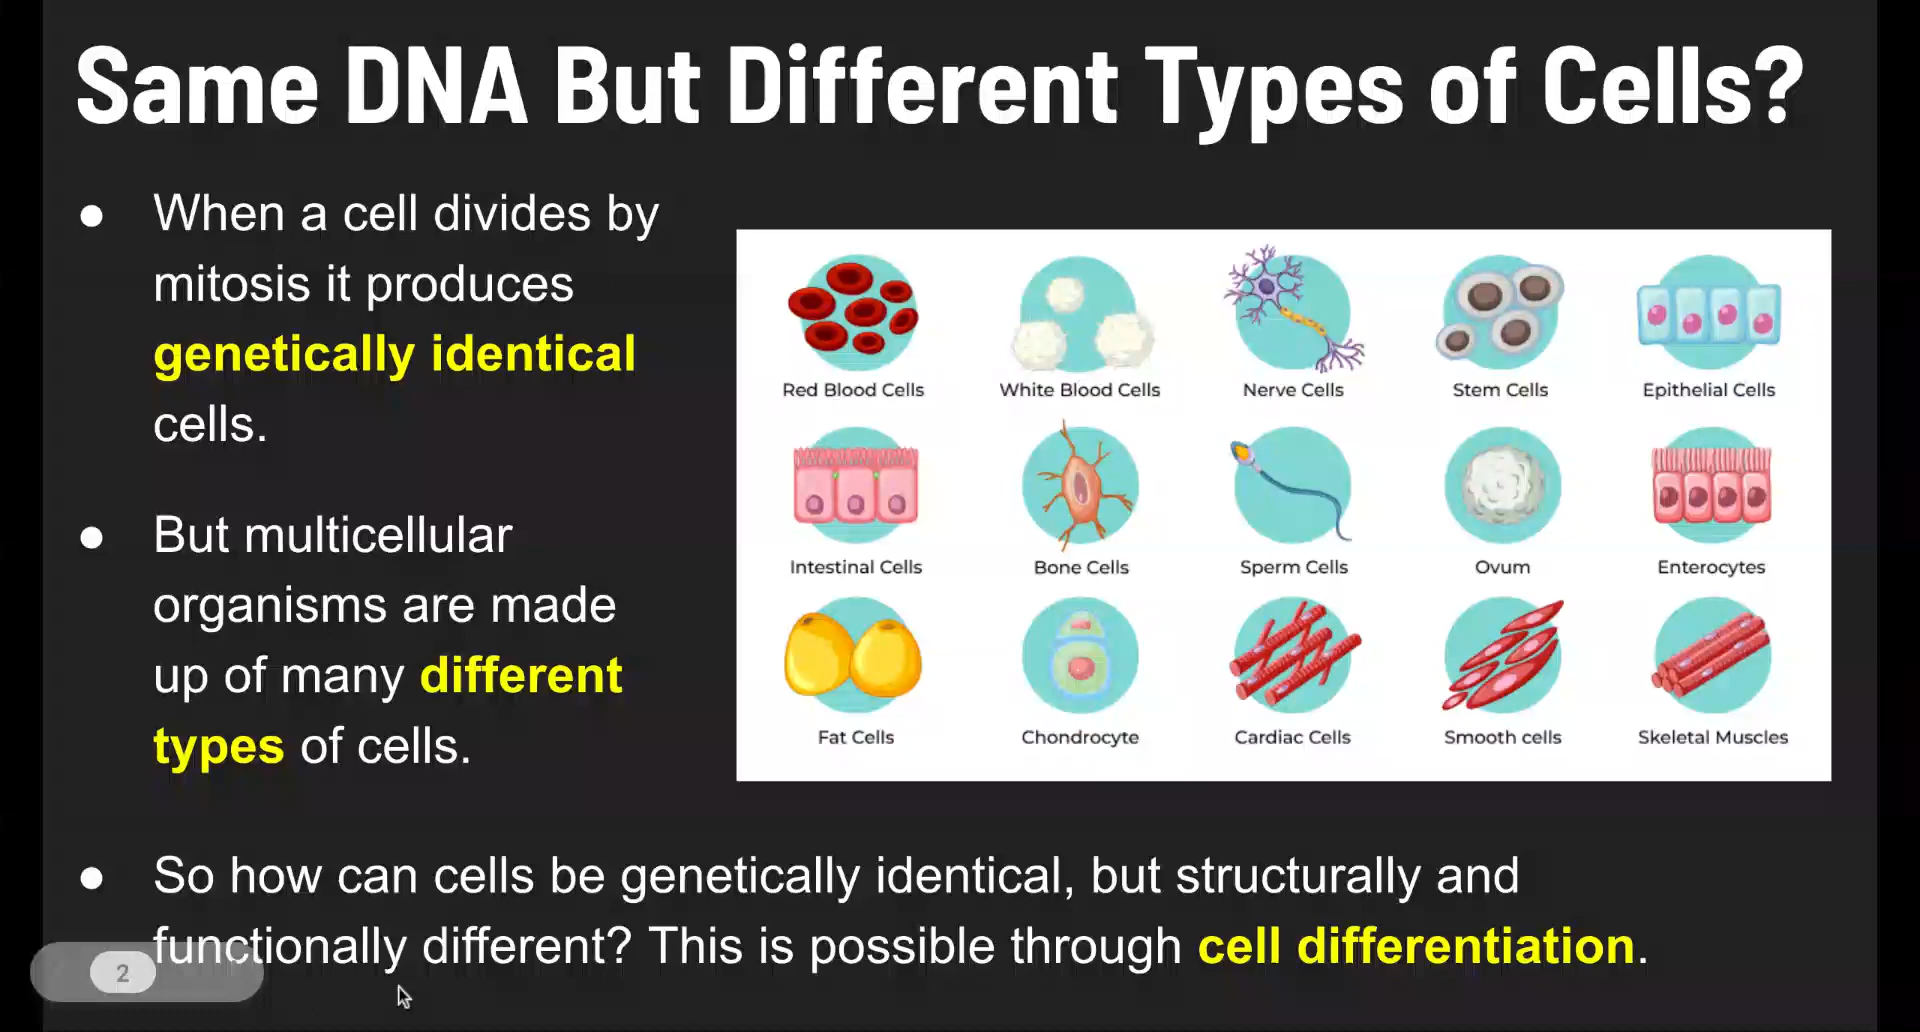 Same DNA But Different Types of Cells?
● When a cell divides by
mitosis it produces
genetically identical
cells.
● But multicellular
organisms are made
up of many different
types of cells.
Red Blood Cells
White Blood Cells
Nerve Cells
Stem Cells
Epithelial Cells
Intestinal Cells
Bone Cells
Sperm Cells
Ovum
Enterocytes
Fat Cells
Chondrocyte
Cardiac Cells
Smooth cells
Skeletal Muscles
● So how can cells be genetically identical, but structurally and
functionally different? This is possible through cell differentiation.
2